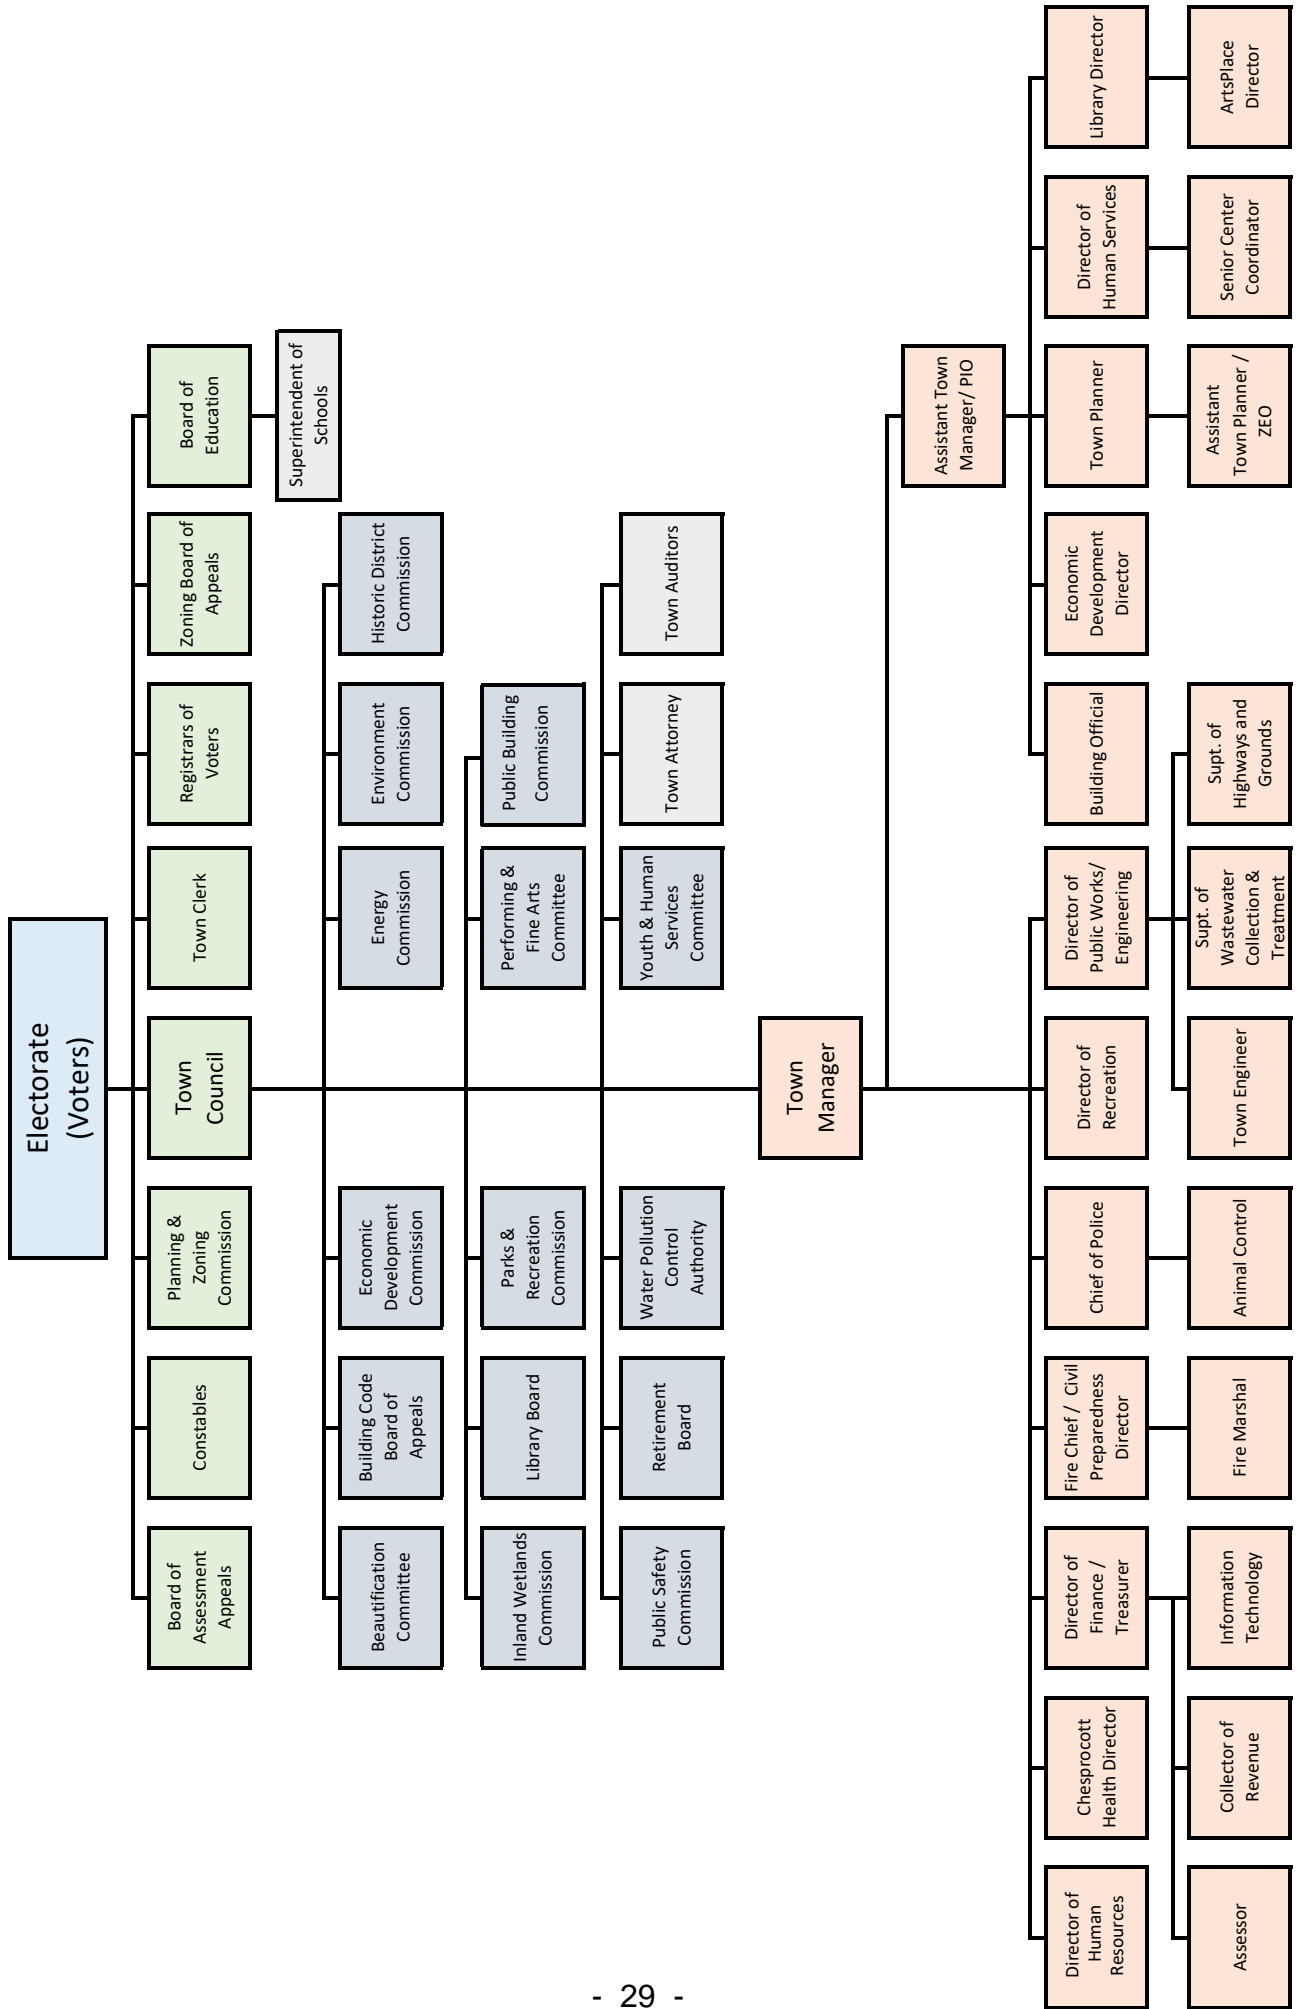 Electorate
(Voters)
Board of
Assessment
Appeals
Constables
Planning &
Zoning
Commission
Town
Council
Town Clerk
Registrars of
Voters
Zoning Board of
Appeals
Board of
Education
Superintendent of
Schools
Beautification
Committee
Building Code
Board of
Appeals
Economic
Development
Commission
Energy
Commission
Environment
Commission
Historic District
Commission
Inland Wetlands
Commission
Library Board
Parks &
Recreation
Commission
Performing &
Fine Arts
Committee
Public Building
Commission
Public Safety
Commission
Retirement
Board
Water Pollution
Control
Authority
Youth & Human
Services
Committee
Town Attorney
Town Auditors
Town
Manager
Assistant Town
Manager/ PIO
Director of
Human
Resources
Chesprocott
Health Director
Director of
Finance /
Treasurer
Fire Chief / Civil
Preparedness
Director
Chief of Police
Director of
Recreation
Director of
Public Works/
Engineering
Building Official
Economic
Development
Director
Town Planner
Director of
Human Services
Library Director
Assessor
Collector of
Revenue
Information
Technology
Fire Marshal
Animal Control
Town Engineer
Supt. of
Wastewater
Collection &
Treatment
Supt. of
Highways and
Grounds
Assistant
Town Planner /
ZEO
Senior Center
Coordinator
ArtsPlace
Director
- 29 -